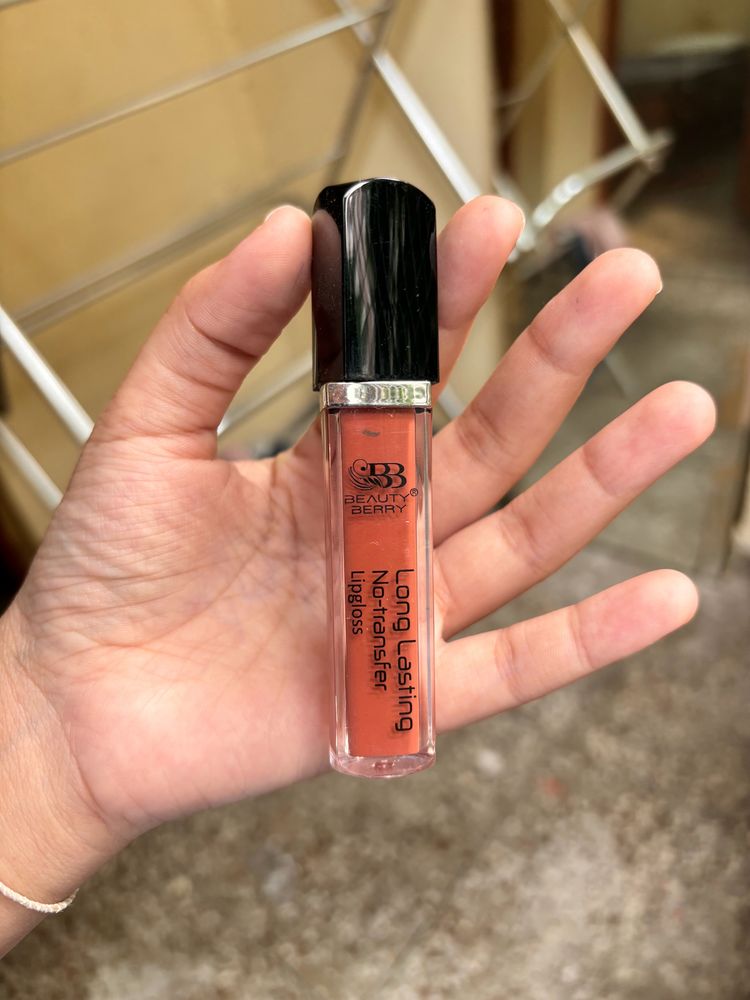 BB
BEAUTY®
BERRY
Long Lasting
No-transfer
Lipgloss